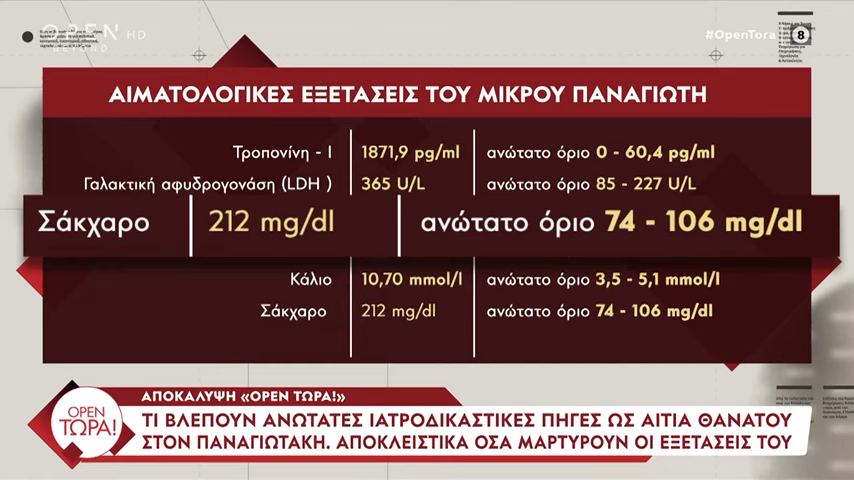 OPEN HD
BEYOND
#OpenTora
8
ΑΙΜΑΤΟΛΟΓΙΚΕΣ ΕΞΕΤΑΣΕΙΣ ΤΟΥ ΜΙΚΡΟΥ ΠΑΝΑΓΙΩΤΗ
Τροπονίνη - Ι 1871,9 pg/ml ανώτατο όριο 0 - 60,4 pg/ml
Γαλακτική αφυδρογονάση (LDH ) 365 U/L ανώτατο όριο 85 - 227 U/L
Σάκχαρο 212 mg/dl ανώτατο όριο 74 - 106 mg/dl
Κάλιο 10,70 mmol/l ανώτατο όριο 3,5 - 5,1 mmol/l
Σάκχαρο 212 mg/dl ανώτατο όριο 74 - 106 mg/dl
ΑΠΟΚΑΛΥΨΗ «OPEN ΤΩΡΑ!»
OPEN
ΤΩΡΑ!
ΤΙ ΒΛΕΠΟΥΝ ΑΝΩΤΑΤΕΣ ΙΑΤΡΟΔΙΚΑΣΤΙΚΕΣ ΠΗΓΕΣ ΩΣ ΑΙΤΙΑ ΘΑΝΑΤΟΥ
ΣΤΟΝ ΠΑΝΑΓΙΩΤΑΚΗ. ΑΠΟΚΛΕΙΣΤΙΚΑ ΟΣΑ ΜΑΡΤΥΡΟΥΝ ΟΙ ΕΞΕΤΑΣΕΙΣ ΤΟΥ